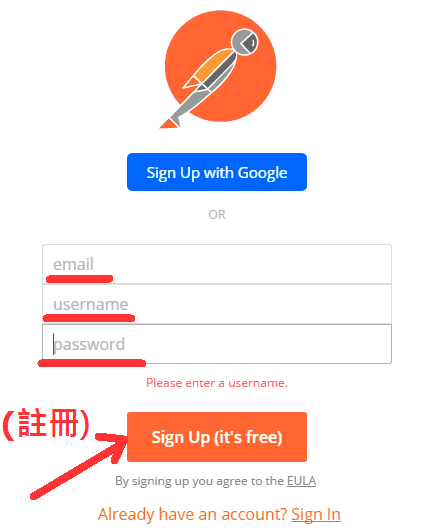 Sign Up with Google
OR
email
username
password
Please enter a username.
(註冊)
Sign Up (it's free)
By signing up you agree to the EULA
Already have an account? Sign In